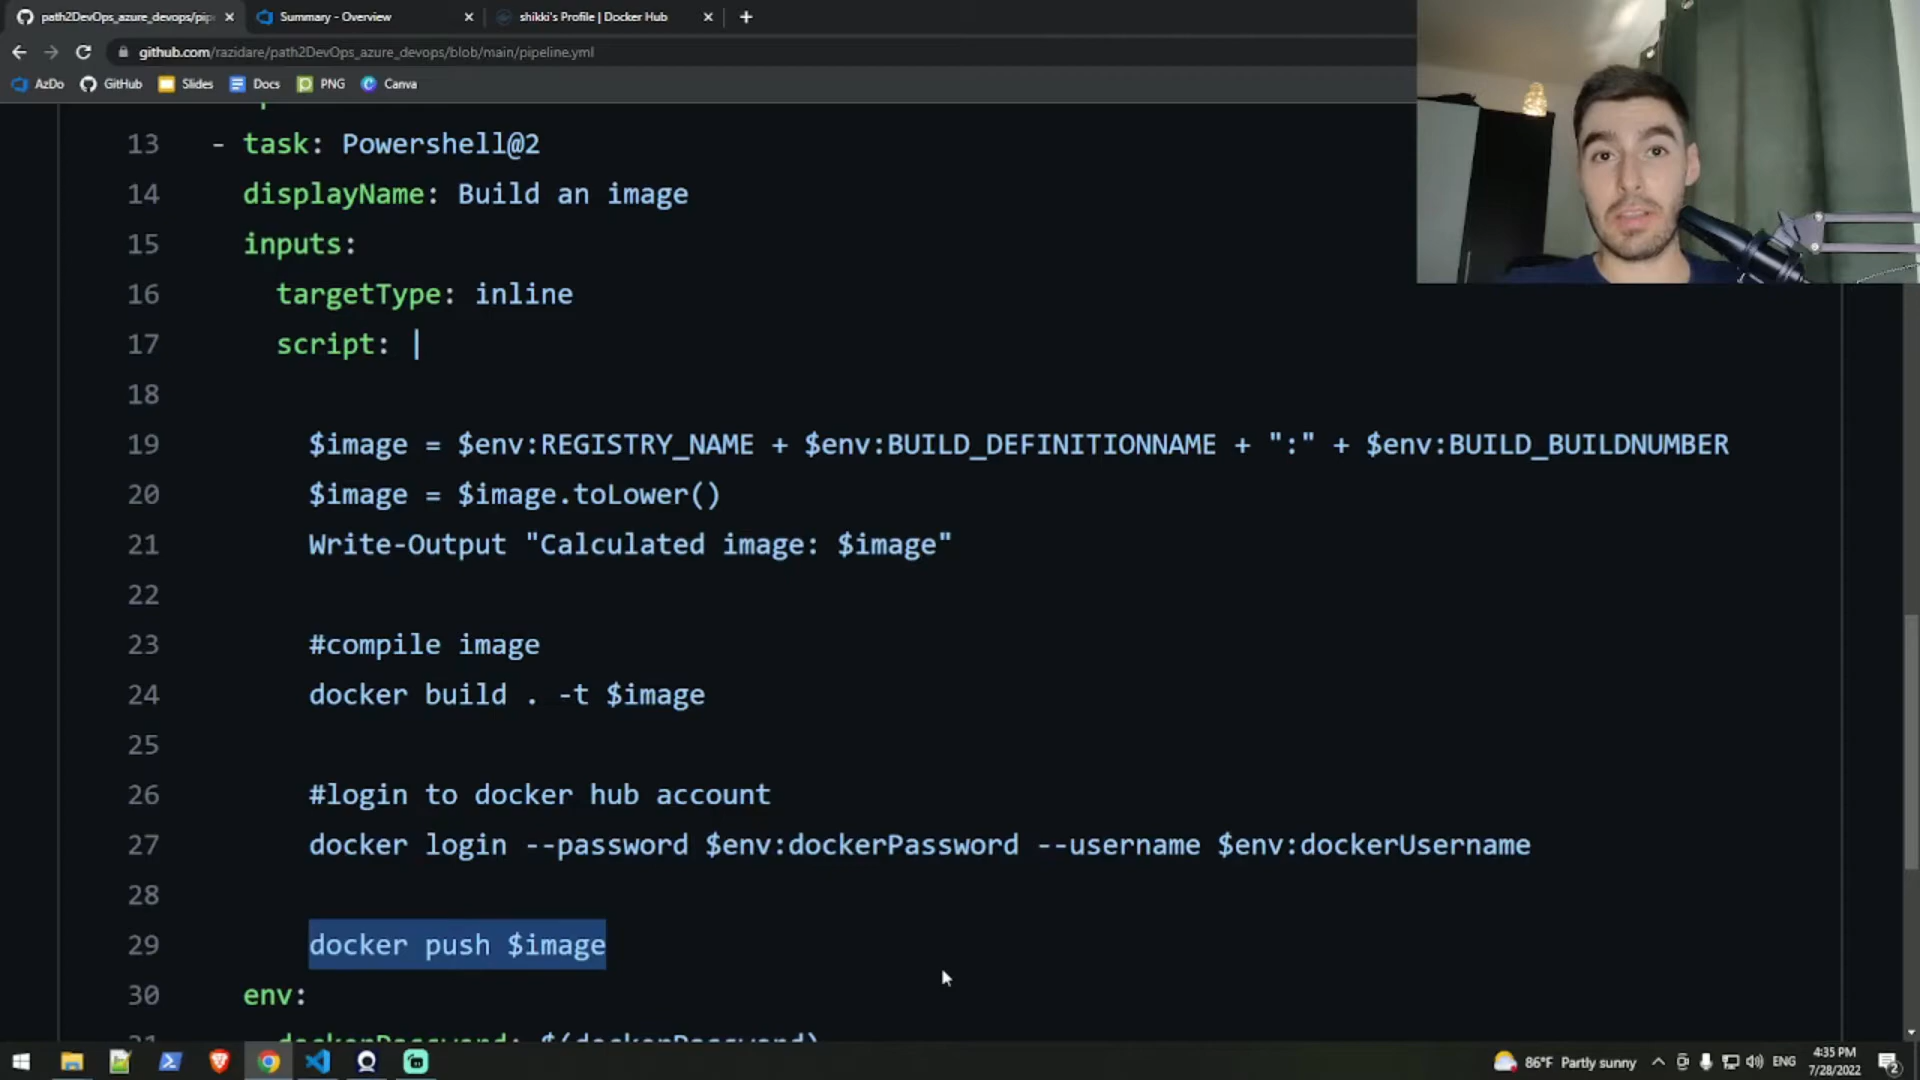 path2DevOps_azure_devops/pip
Summary - Overview
shikki's Profile | Docker Hub
github.com/razidare/path2DevOps_azure_devops/blob/main/pipeline.yml
AzDo
GitHub
Slides
Docs
PNG
Canva
13 - task: Powershell@2
14 displayName: Build an image
15 inputs:
16 targetType: inline
17 script: |
18
19 $image = $env:REGISTRY_NAME + $env:BUILD_DEFINITIONNAME + ":" + $env:BUILD_BUILDNUMBER
20 $image = $image.toLower()
21 Write-Output "Calculated image: $image"
22
23 #compile image
24 docker build . -t $image
25
26 #login to docker hub account
27 docker login --password $env:dockerPassword --username $env:dockerUsername
28
29 docker push $image
30 env:
31 dockerPassword: $(dockerPassword)
86°F Partly sunny
ENG
4:35 PM
7/28/2022
2